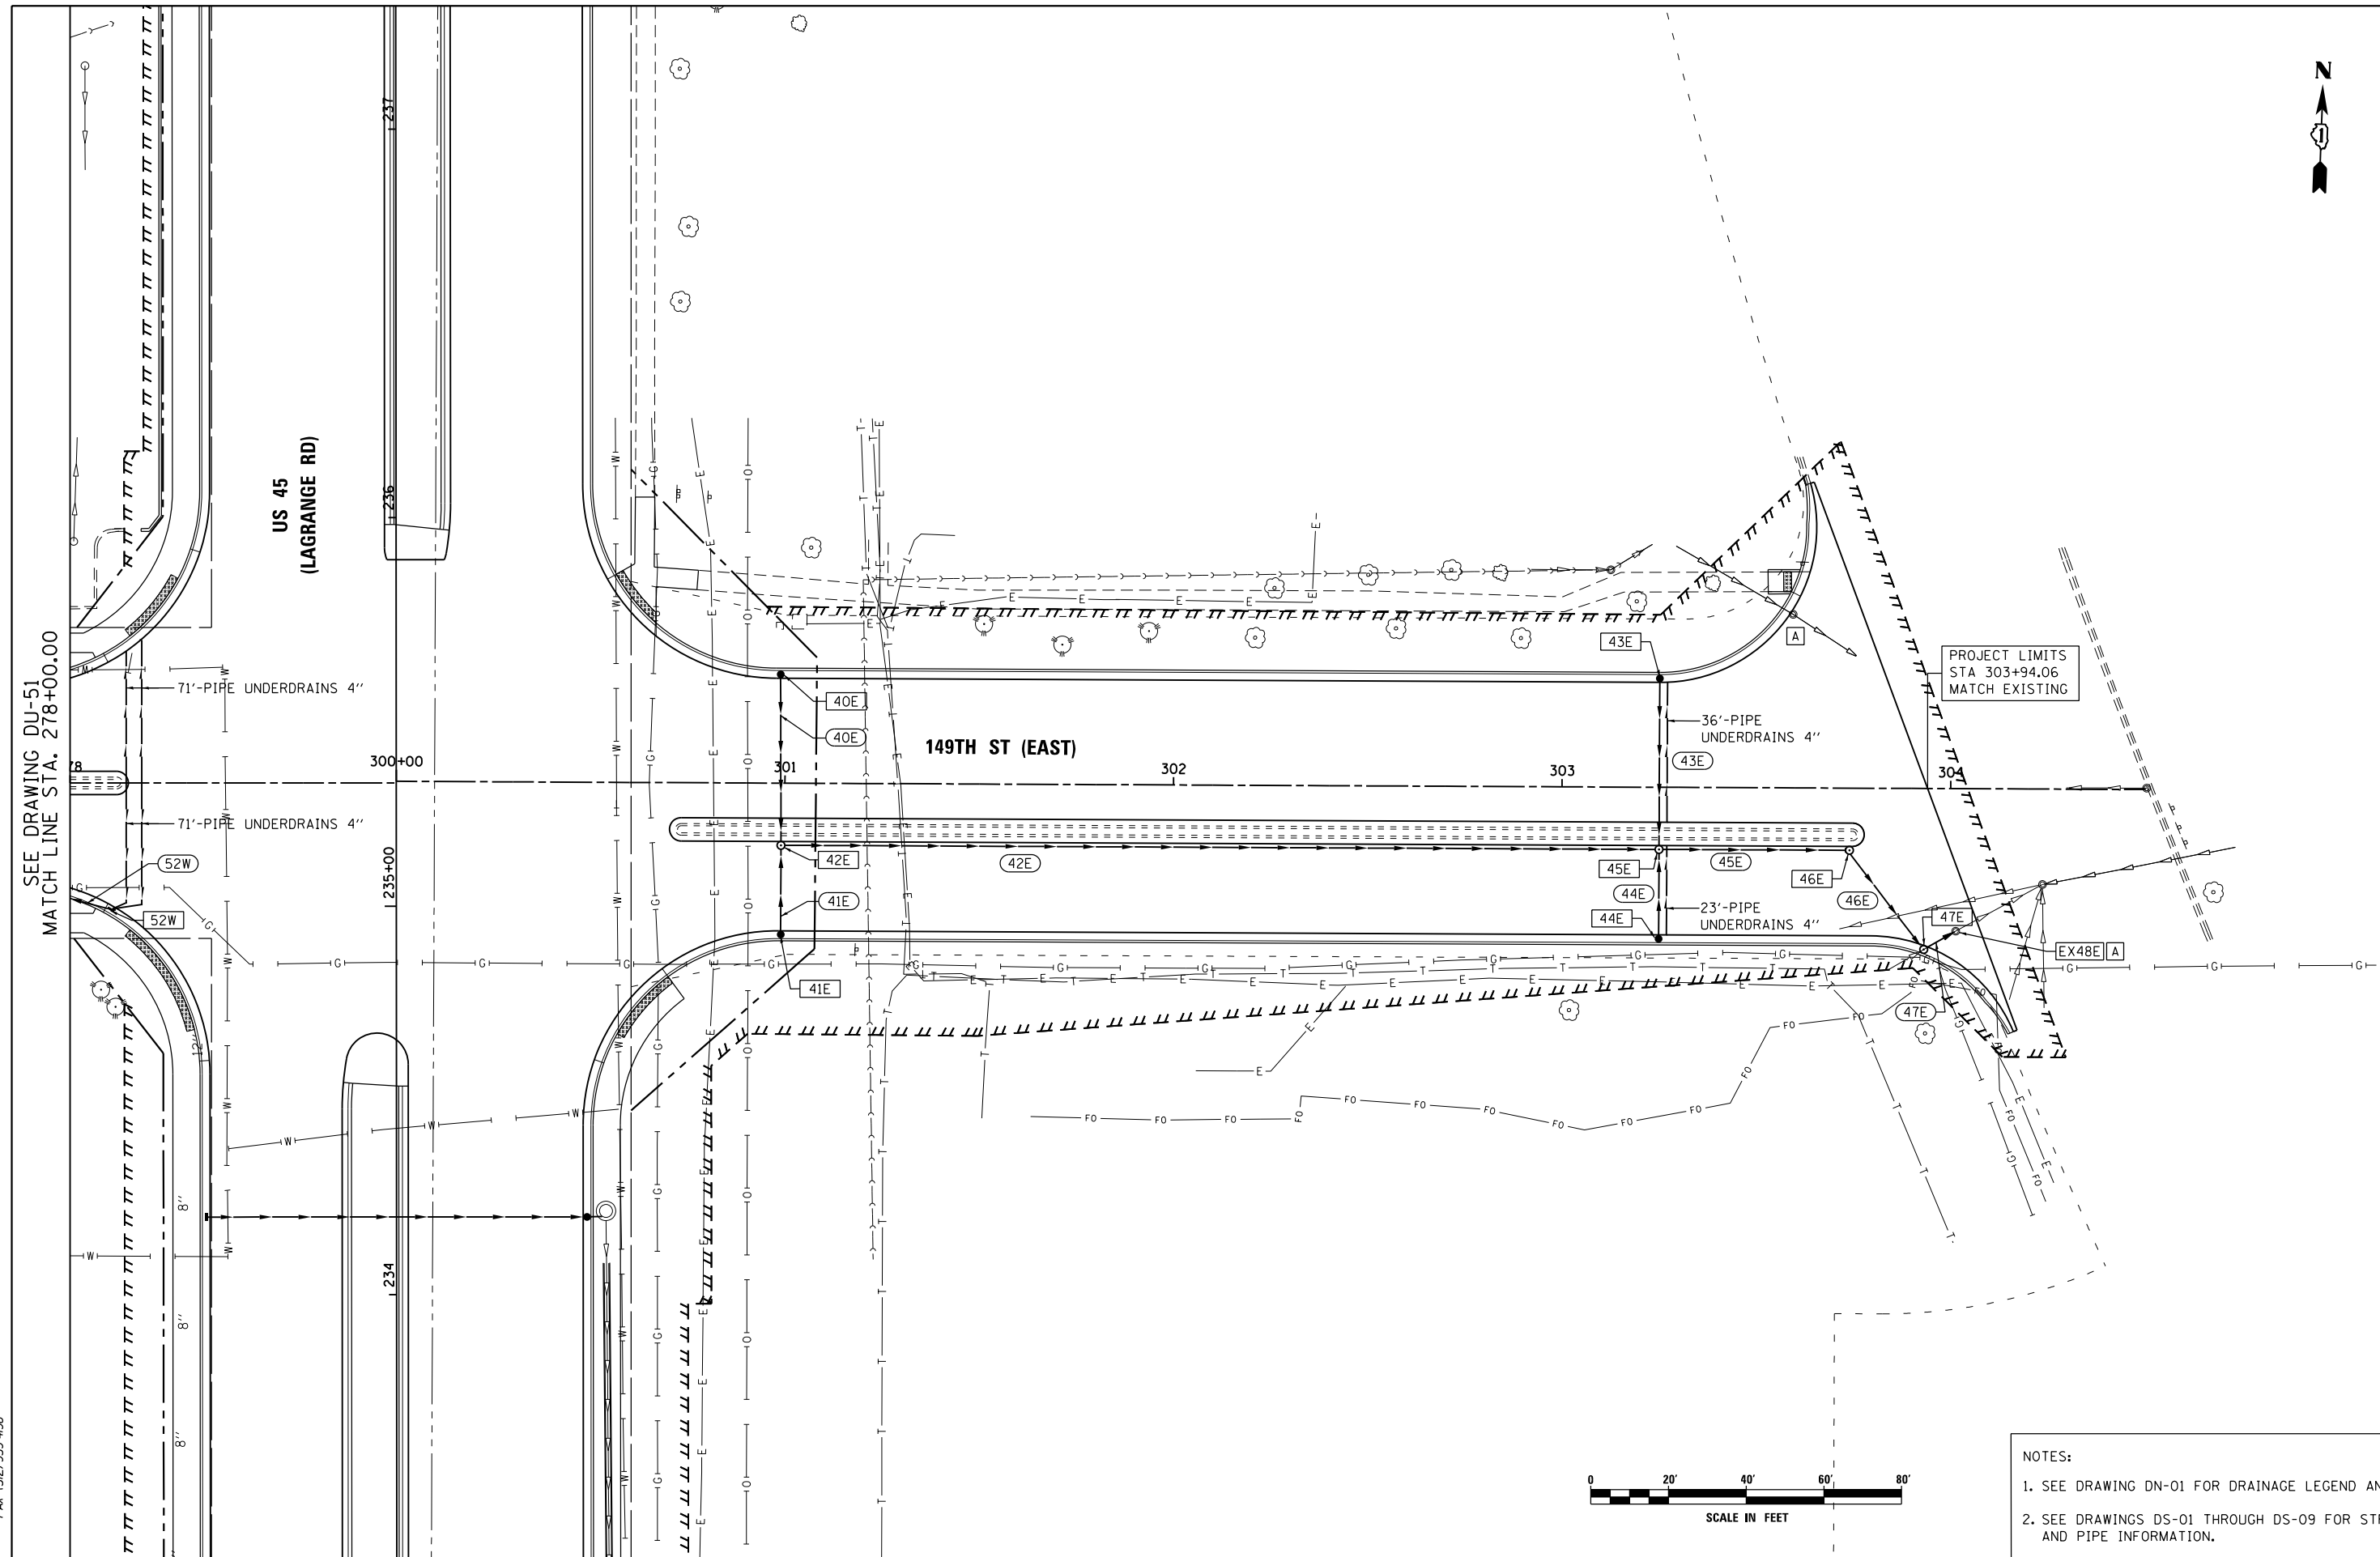 N
1
237
US 45
(LAGRANGE RD)
236
SEE DRAWING DU-51
MATCH LINE STA. 278+00.00
71'-PIPE UNDERDRAINS 4''
43E
A
PROJECT LIMITS
STA 303+94.06
MATCH EXISTING
40E
36'-PIPE
UNDERDRAINS 4''
40E
149TH ST (EAST)
43E
300+00
301
302
303
304
71'-PIPE UNDERDRAINS 4''
235+00
52W
42E
42E
45E
45E
46E
44E
46E
41E
52W
44E
23'-PIPE
UNDERDRAINS 4''
47E
EX48E A
41E
47E
12''
8''
234
8''
8''
0 20' 40' 60' 80'
SCALE IN FEET
NOTES:
1. SEE DRAWING DN-01 FOR DRAINAGE LEGEND
2. SEE DRAWINGS DS-01 THROUGH DS-09 FOR
AND PIPE INFORMATION.